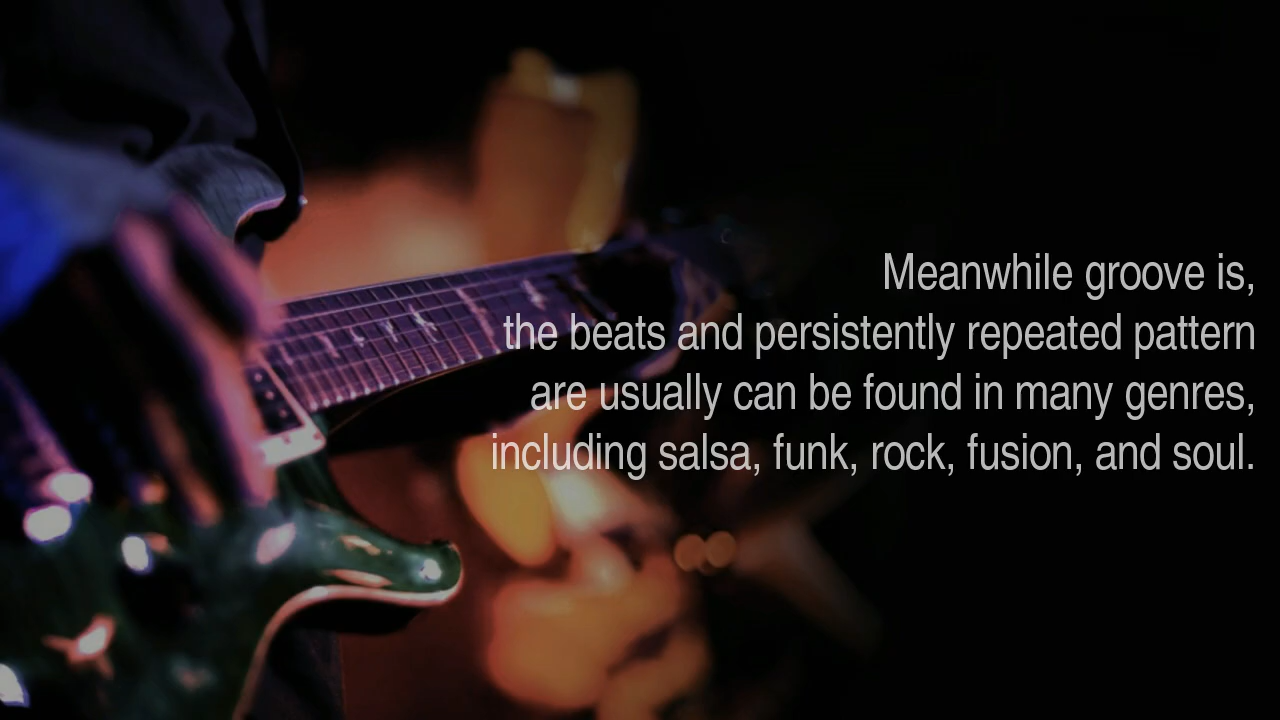 Meanwhile groove is,
the beats and persistently repeated pattern
are usually can be found in many genres,
including salsa, funk, rock, fusion, and soul.